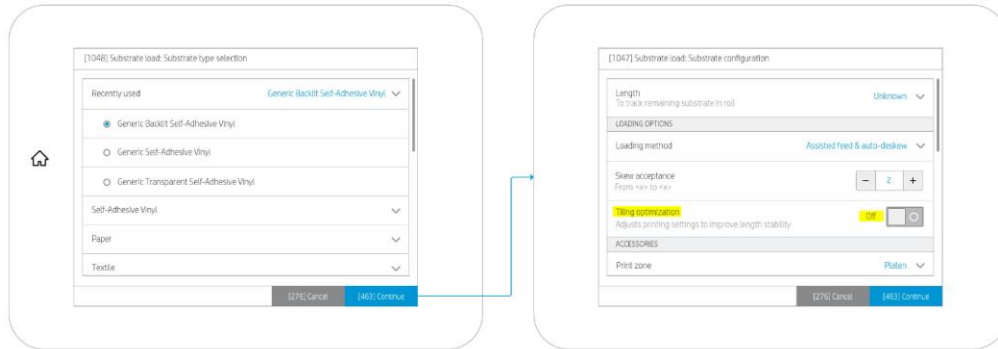 [1048] Substrate load: Substrate type selection
Recently used Generic Backlit Self-Adhesive Vinyl
Generic Backlit Self-Adhesive Vinyl
Generic Self-Adhesive Vinyl
Generic Transparent Self-Adhesive Vinyl
Self-Adhesive Vinyl
Paper
Textile
[276] Cancel [463] Continue
[1047] Substrate load: Substrate configuration
Length Unknown
To track remaining substrate in roll
LOADING OPTIONS
Loading method Assisted feed & auto-deskew
Skew acceptance - 2 +
From <x> to <x>
Tiling optimization Off
Adjusts printing settings to improve length stability
ACCESSORIES
Print zone Platen
[276] Cancel [463] Continue